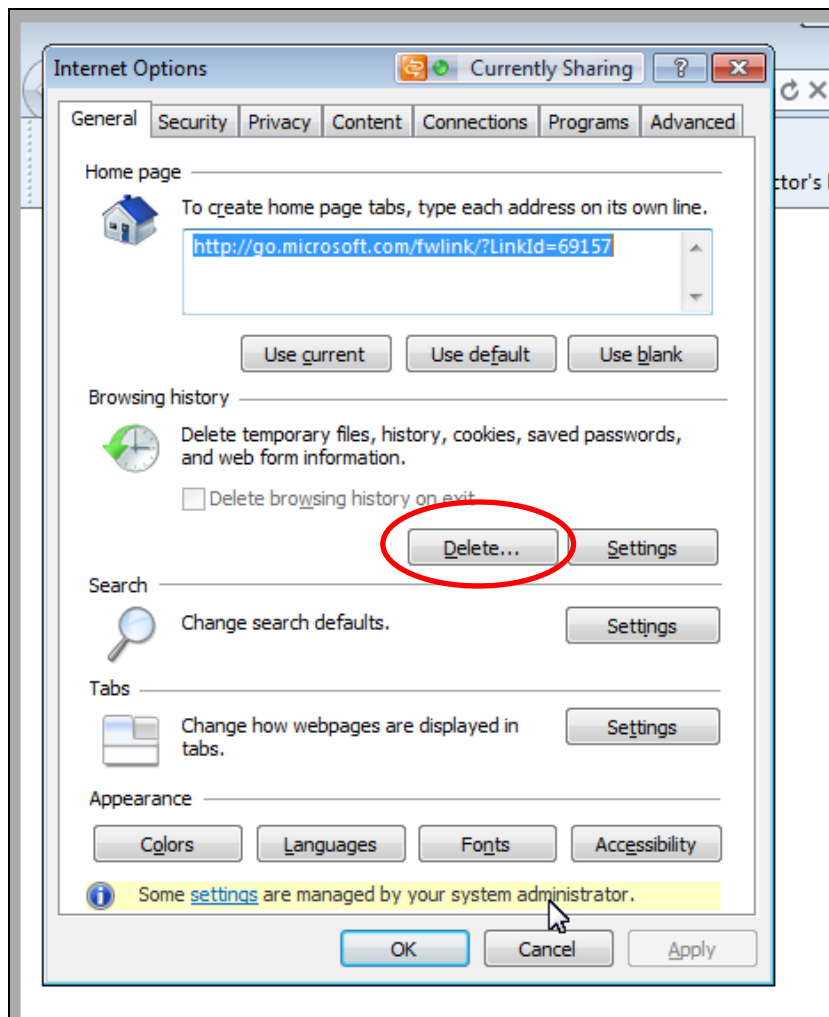 Internet Options
Currently Sharing
?
General Security Privacy Content Connections Programs Advanced
ctor's
Home page
To create home page tabs, type each address on its own line.
http://go.microsoft.com/fwlink/?LinkId=69157
Use current Use default Use blank
Browsing history
Delete temporary files, history, cookies, saved passwords,
and web form information.
Delete browsing history on exit
Delete... Settings
Search
Change search defaults.
Settings
Tabs
Change how webpages are displayed in
tabs.
Settings
Appearance
Colors Languages Fonts Accessibility
Some settings are managed by your system administrator.
OK Cancel Apply